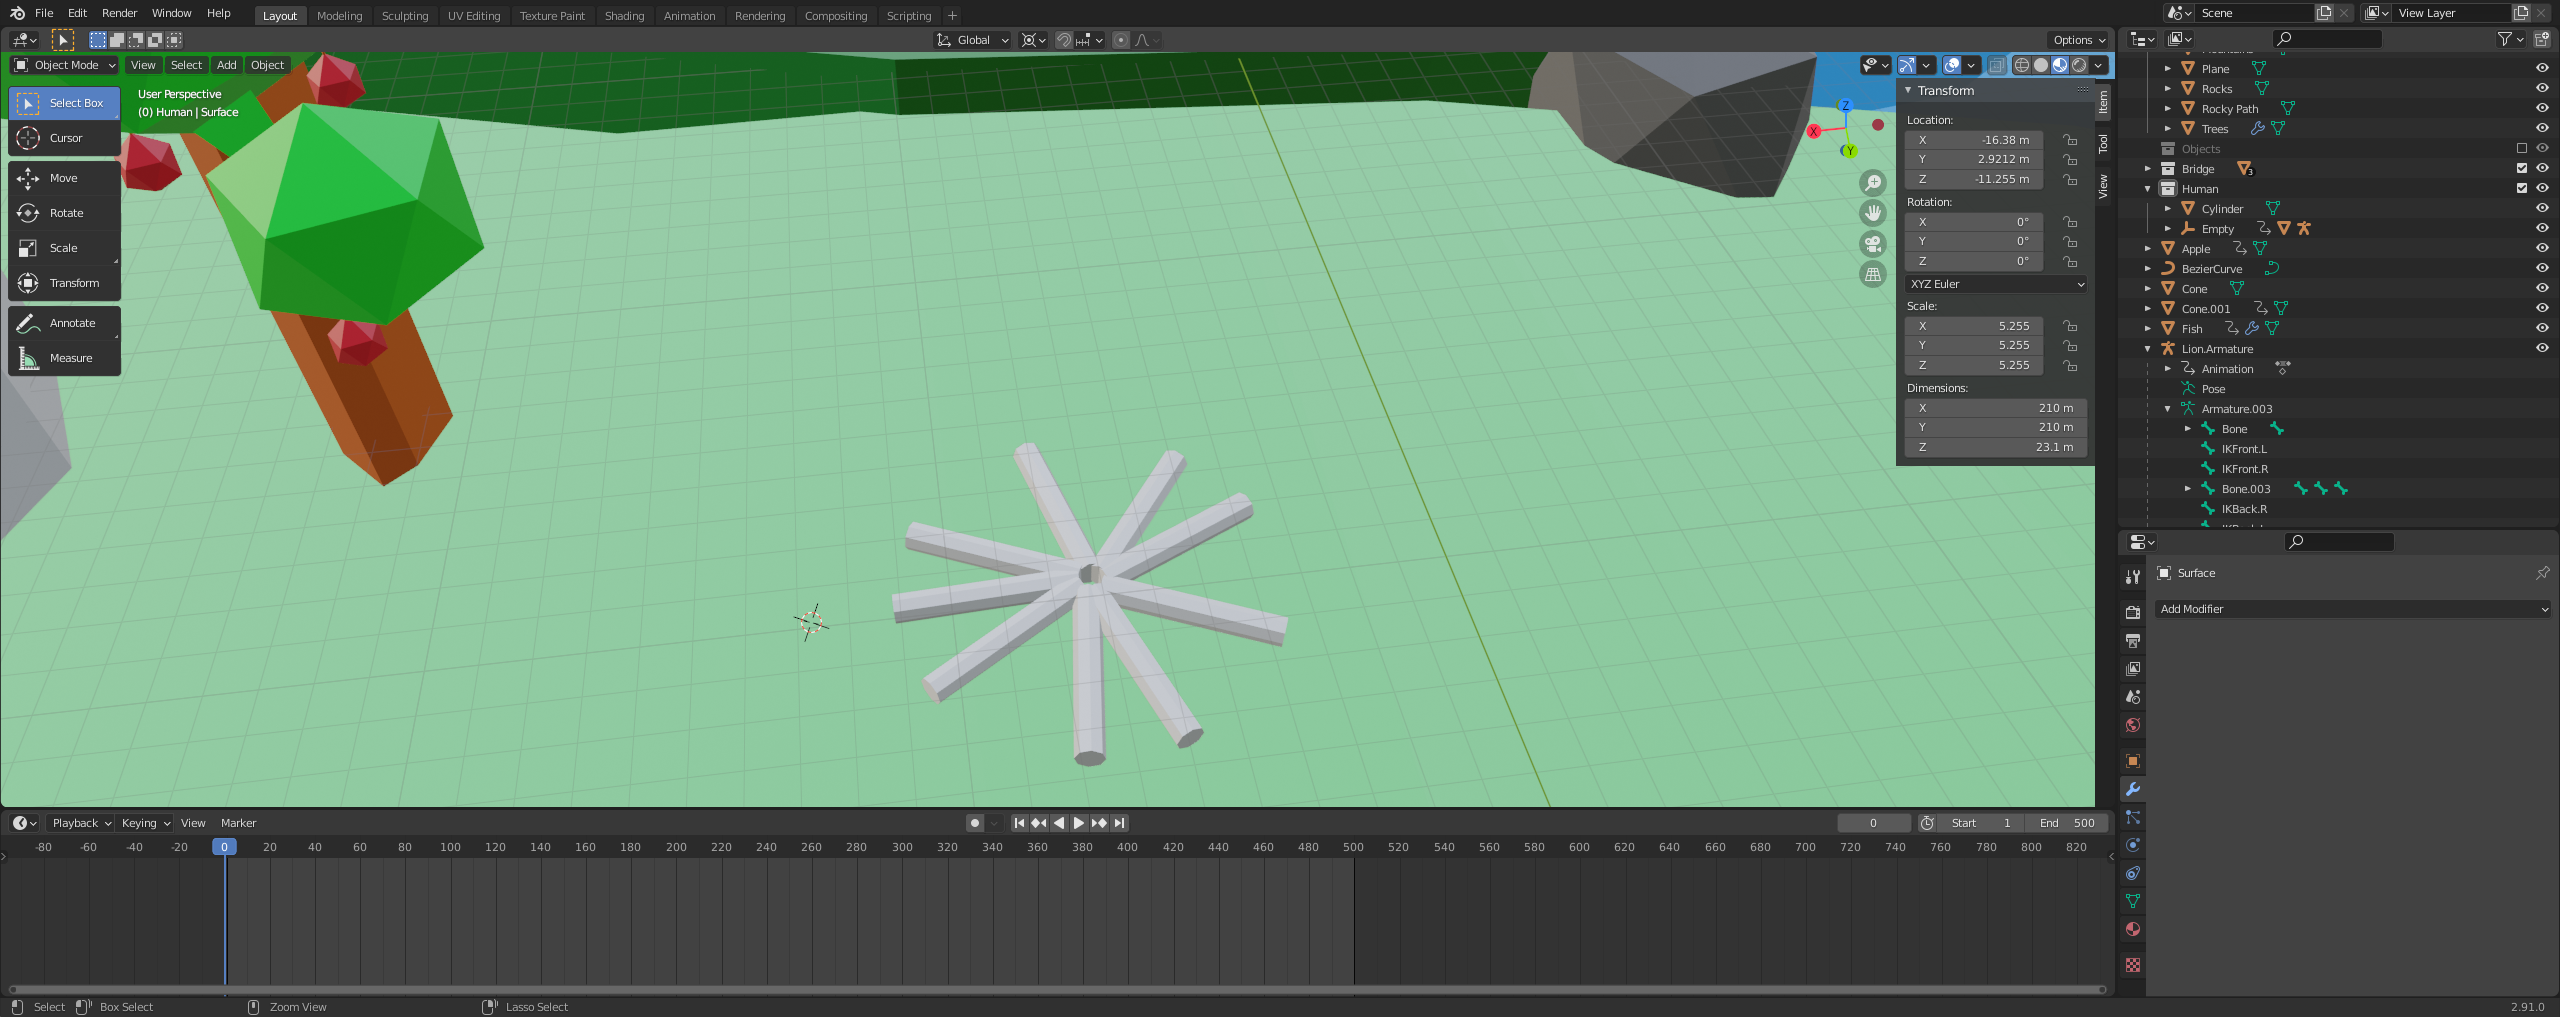 File Edit Render Window Help Layout Modeling Sculpting UV Editing Texture Paint Shading Animation Rendering Compositing Scripting + Scene View Layer
Global Options
Object Mode View Select Add Object
User Perspective
(0) Human | Surface
Select Box
Cursor
Move
Rotate
Scale
Transform
Annotate
Measure
X
Y
Z
Item
Tool
View
Transform
Location:
X -16.38 m
Y 2.9212 m
Z -11.255 m
Rotation:
X 0°
Y 0°
Z 0°
XYZ Euler
Scale:
X 5.255
Y 5.255
Z 5.255
Dimensions:
X 210 m
Y 210 m
Z 23.1 m
Plane
Rocks
Rocky Path
Trees
Objects
Bridge 3
Human
Cylinder
Empty
Apple
BezierCurve
Cone
Cone.001
Fish
Lion.Armature
Animation
Pose
Armature.003
Bone
IKFront.L
IKFront.R
Bone.003
IKBack.R
Surface
Add Modifier
Playback Keying View Marker 0 Start 1 End 500
-80 -60 -40 -20 0 20 40 60 80 100 120 140 160 180 200 220 240 260 280 300 320 340 360 380 400 420 440 460 480 500 520 540 560 580 600 620 640 660 680 700 720 740 760 780 800 820
Select Box Select Zoom View Lasso Select 2.91.0